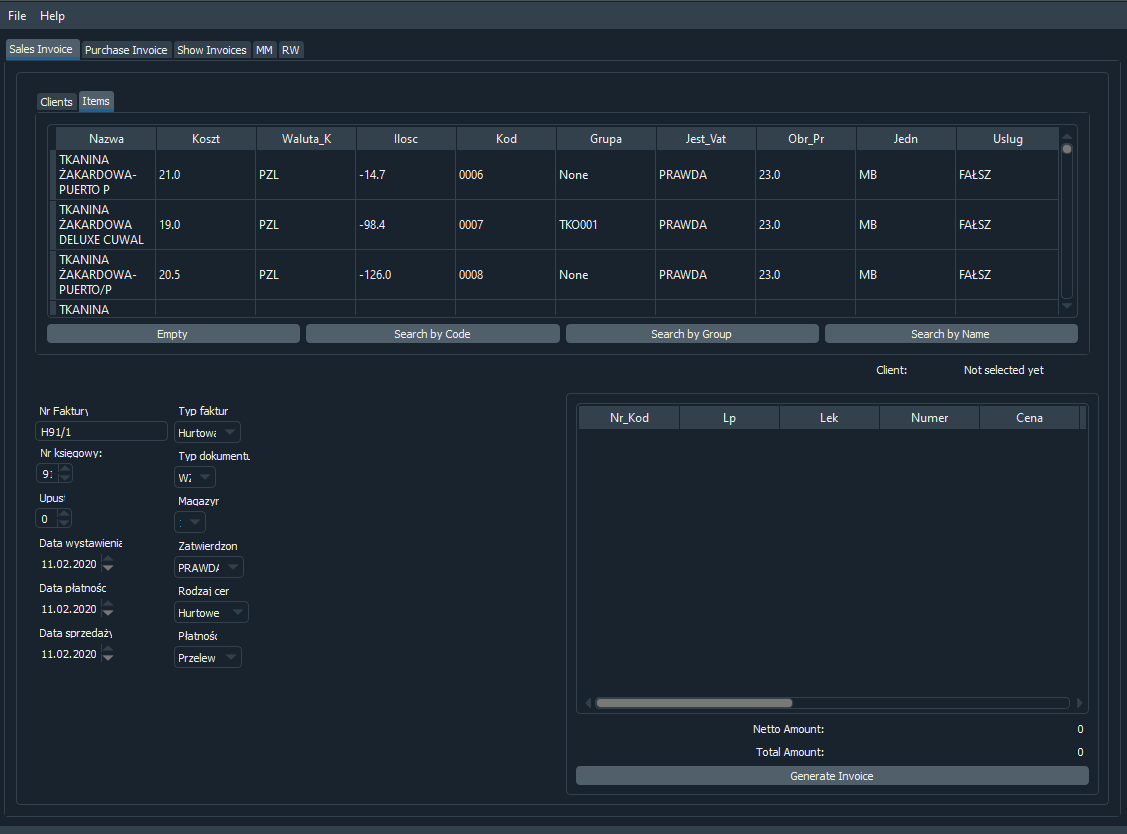 File Help
Sales Invoice Purchase Invoice Show Invoices MM RW
Clients Items
Nazwa Koszt Waluta_K Ilosc Kod Grupa Jest_Vat Obr_Pr Jedn Uslug
TKANINA
ŻAKARDOWA-
PUERTO P
21.0 PZL -14.7 0006 None PRAWDA 23.0 MB FAŁSZ
TKANINA
ŻAKARDOWA
DELUXE CUWAL
19.0 PZL -98.4 0007 TKO001 PRAWDA 23.0 MB FAŁSZ
TKANINA
ŻAKARDOWA-
PUERTO/P
20.5 PZL -126.0 0008 None PRAWDA 23.0 MB FAŁSZ
TKANINA
Empty Search by Code Search by Group Search by Name
Client: Not selected yet
Nr Faktury Typ faktur
H91/1 Hurtowa
Nr księgowy: Typ dokumentu
WZ
Upust Magazyn
0
Data wystawienia Zatwierdzon
11.02.2020 PRAWDA
Data płatnośc Rodzaj cen
11.02.2020 Hurtowe
Data sprzedaży Płatność
11.02.2020 Przelew
Nr_Kod Lp Lek Numer Cena
Netto Amount: 0
Total Amount: 0
Generate Invoice